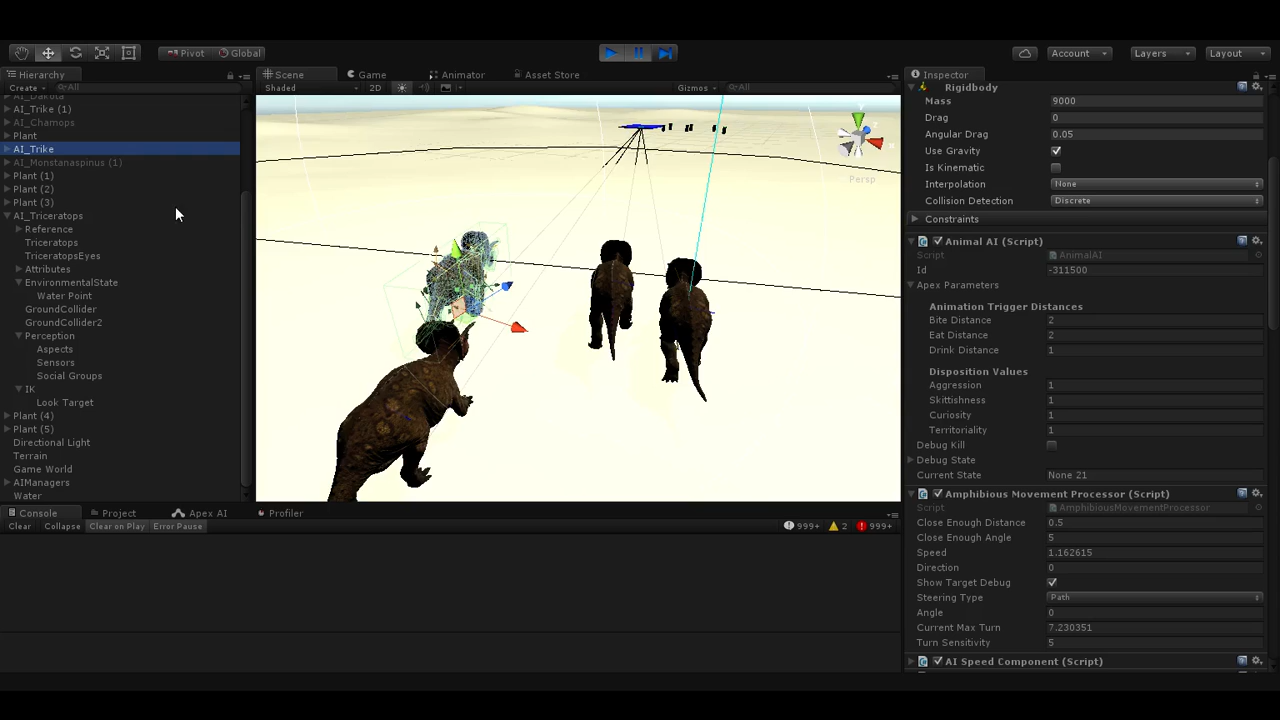 Pivot Global Account Layers Layout
Hierarchy
Create All
AI_Dakota
AI_Trike (1)
AI_Champs
Plant
AI_Trike
AI_Monstanaspinus (1)
Plant (1)
Plant (2)
Plant (3)
AI_Triceratops
Reference
Triceratops
TriceratopsEyes
Attributes
EnvironmentalState
Water Point
GroundCollider
GroundCollider2
Perception
Aspects
Sensors
Social Groups
IK
Look Target
Plant (4)
Plant (5)
Directional Light
Terrain
Game World
AIManagers
Water
Scene Game Animator Asset Store
Shaded 2D Gizmos All
y
Persp
Console Project Apex AI Profiler
Clear Collapse Clear on Play Error Pause 999+ 2 999+
Inspector
Rigidbody
Mass 9000
Drag 0
Angular Drag 0.05
Use Gravity
Is Kinematic
Interpolation None
Collision Detection Discrete
Constraints
Animal AI (Script)
Script AnimalAI
Id -311500
Apex Parameters
Animation Trigger Distances
Bite Distance 2
Eat Distance 2
Drink Distance 1
Disposition Values
Aggression 1
Skittishness 1
Curiosity 1
Territoriality 1
Debug Kill
Debug State
Current State None 21
Amphibious Movement Processor (Script)
Script AmphibiousMovementProcessor
Close Enough Distance 0.5
Close Enough Angle 5
Speed 1.162615
Direction 0
Show Target Debug
Steering Type Path
Angle 0
Current Max Turn 7.230351
Turn Sensitivity 5
AI Speed Component (Script)